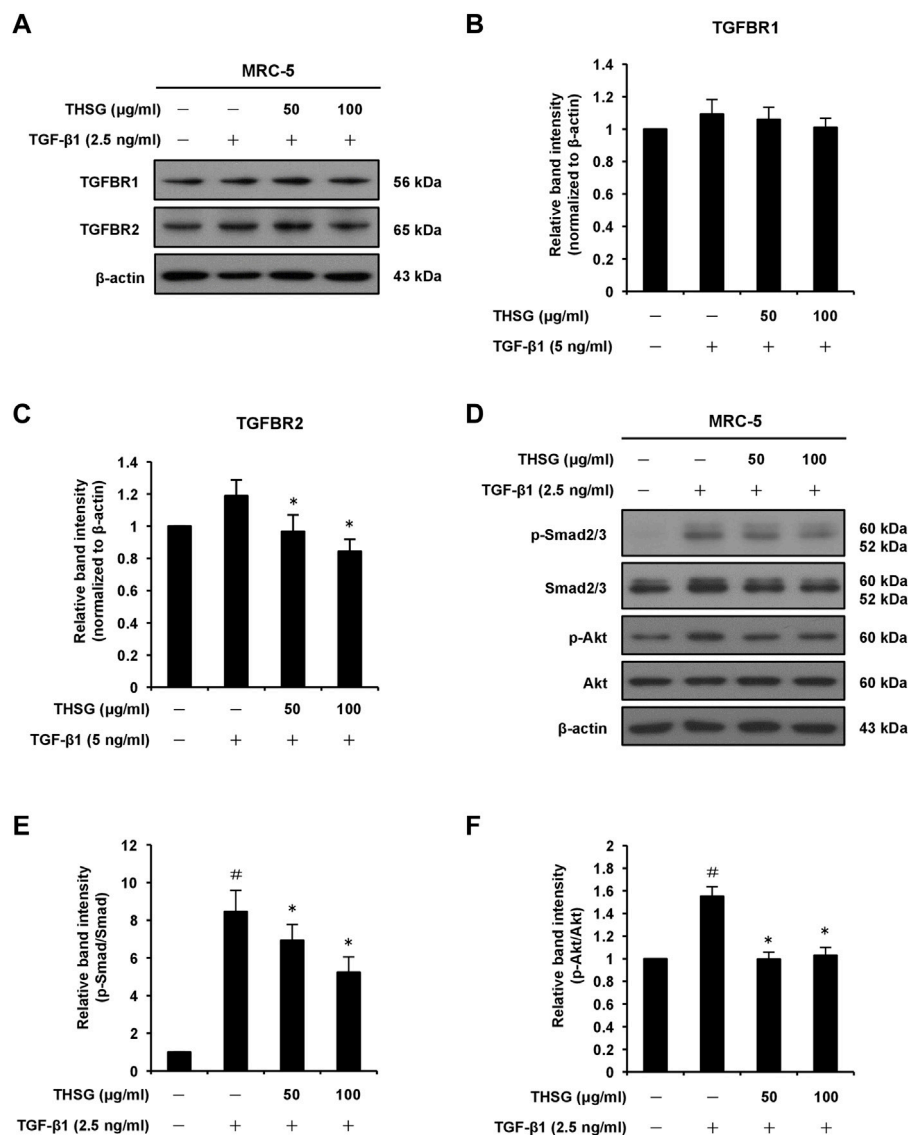 A
MRC-5
THSG (μg/ml) − − 50 100
TGF-β1 (2.5 ng/ml) − + + +
TGFBR1 56 kDa
TGFBR2 65 kDa
β-actin 43 kDa
B
TGFBR1
Relative band intensity
(normalized to β-actin)
1.4
1.2
1
0.8
0.6
0.4
0.2
0
THSG (μg/ml) − − 50 100
TGF-β1 (5 ng/ml) − + + +
C
TGFBR2
Relative band intensity
(normalized to β-actin)
1.4
1.2
1
0.8
0.6
0.4
0.2
0
* *
THSG (μg/ml) − − 50 100
TGF-β1 (5 ng/ml) − + + +
D
MRC-5
THSG (μg/ml) − − 50 100
TGF-β1 (2.5 ng/ml) − + + +
p-Smad2/3 60 kDa
52 kDa
Smad2/3 60 kDa
52 kDa
p-Akt 60 kDa
Akt 60 kDa
β-actin 43 kDa
E
Relative band intensity
(p-Smad/Smad)
12
10
8
6
4
2
0
# * *
THSG (μg/ml) − − 50 100
TGF-β1 (2.5 ng/ml) − + + +
F
Relative band intensity
(p-Akt/Akt)
2
1.8
1.6
1.4
1.2
1
0.8
0.6
0.4
0.2
0
# * *
THSG (μg/ml) − − 50 100
TGF-β1 (2.5 ng/ml) − + + +